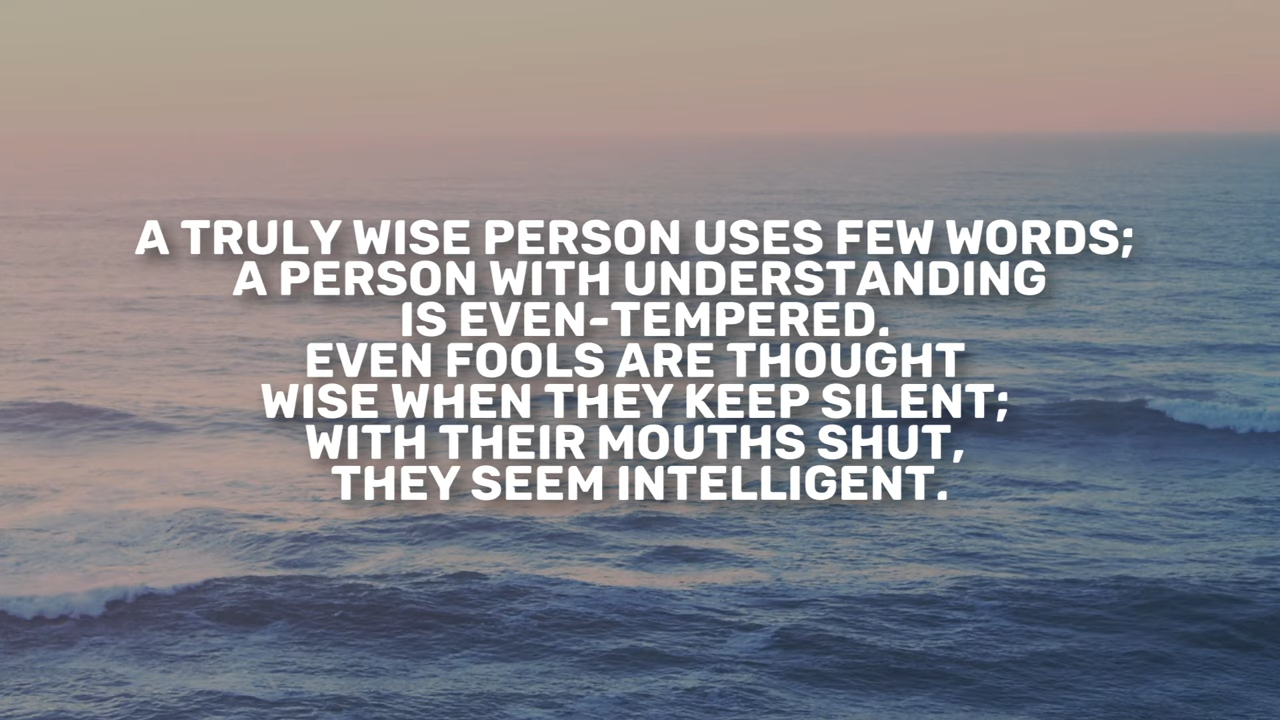 A TRULY WISE PERSON USES FEW WORDS;
A PERSON WITH UNDERSTANDING
IS EVEN-TEMPERED.
EVEN FOOLS ARE THOUGHT
WISE WHEN THEY KEEP SILENT;
WITH THEIR MOUTHS SHUT,
THEY SEEM INTELLIGENT.